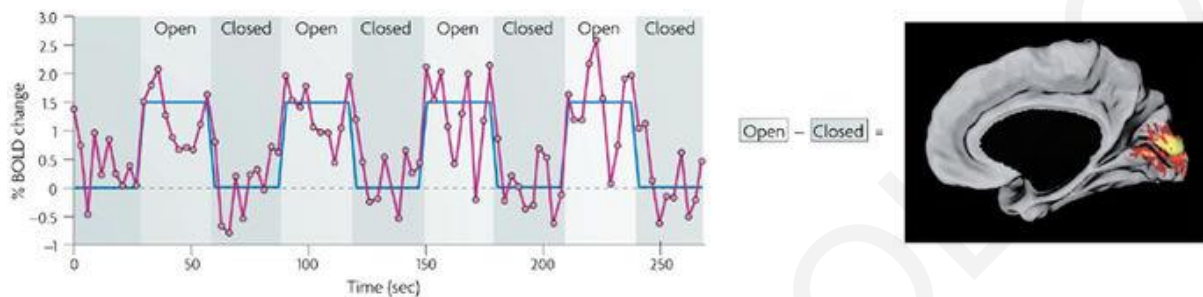 3.0
2.5
2.0
1.5
1
0.5
0
−0.5
−1
% BOLD change
Open Closed Open Closed Open Closed Open Closed
0 50 100 150 200 250
Time (sec)
Open − Closed =